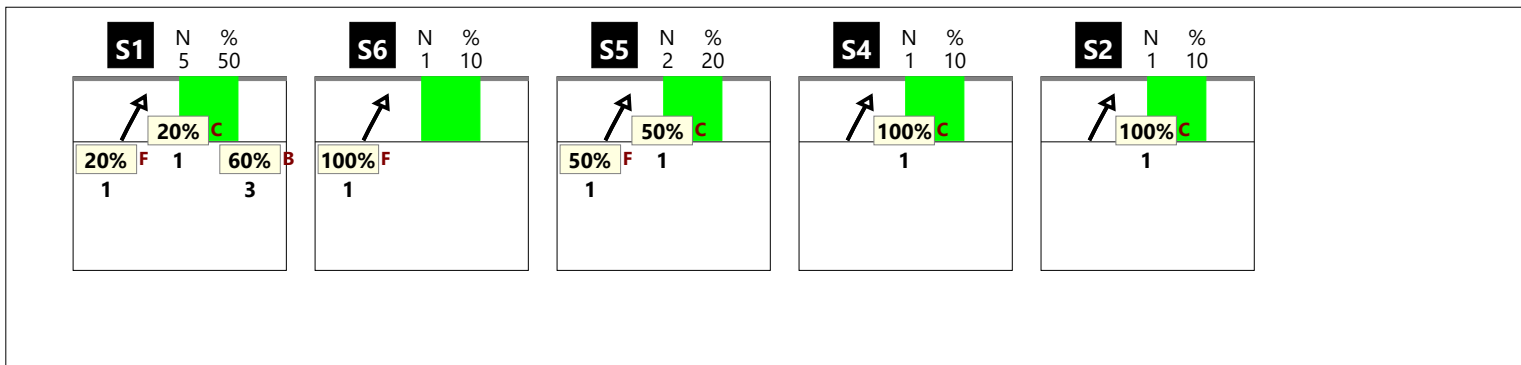 S1 N % S6 N % S5 N % S4 N % S2 N %
5 50 1 10 2 20 1 10 1 10
20% C 50% C 100% C 100% C
20% F 1 60% B 100% F 50% F 1 1 1
1 3 1 1